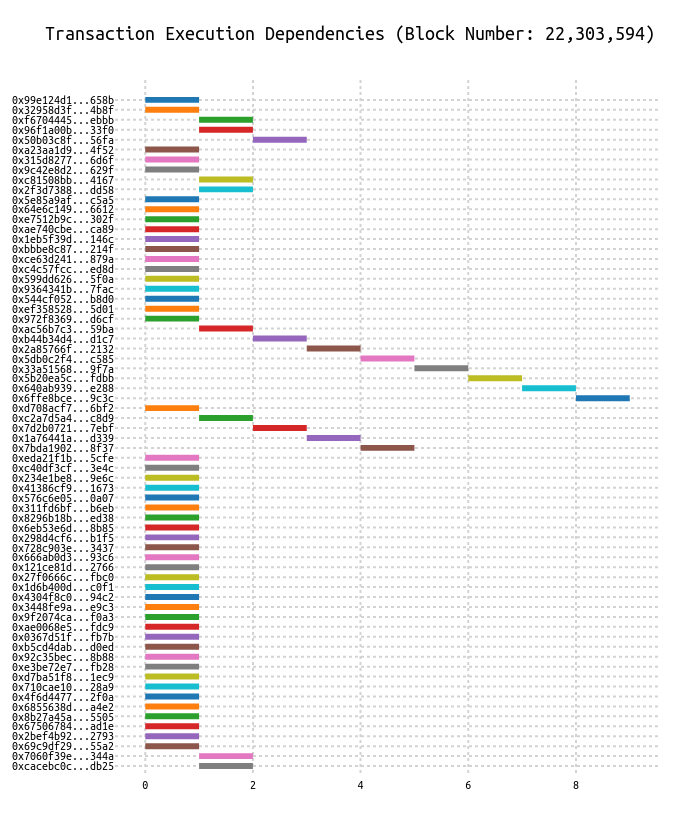 Transaction Execution Dependencies (Block Number: 22,303,594)
0x99e124d1...658b
0x32958d3f...4b8f
0xf6704445...ebbb
0x96f1a00b...33f0
0x50b03c8f...56fa
0xa23aa1d9...4f52
0x315d8277...6d6f
0x9c42e8d2...629f
0xc81508bb...4167
0x2f3d7388...dd58
0x5e85a9af...c5a5
0x64e6c149...6612
0xe7512b9c...302f
0xae740cbe...ca89
0x1eb5f39d...146c
0xbbbe8c87...214f
0xce63d241...879a
0xc4c57fcc...ed8d
0x599dd626...5f0a
0x9364341b...7fac
0x544cf052...b8d0
0xef358528...5d01
0x972f8369...d6cf
0xac56b7c3...59ba
0xb44b34d4...d1c7
0x2a85766f...2132
0x5db0c2f4...c585
0x33a51568...9f7a
0x5b20ea5c...fdbb
0x640ab939...e288
0x6ffe8bce...9c3c
0xd708acf7...6bf2
0xc2a7d5a4...c8d9
0x7d2b0721...7ebf
0x1a76441a...d339
0x7bda1902...8f37
0xeda21f1b...5cfe
0xc40df3cf...3e4c
0x234e1be8...9e6c
0x41386cf9...1673
0x576c6e05...0a07
0x311fd6bf...b6eb
0x8296b18b...ed38
0x6eb53e6d...8b85
0x298d4cf6...b1f5
0x728c903e...3437
0x666ab0d3...93c6
0x121ce81d...2766
0x27f0666c...fbc0
0x1d6b400d...c0f1
0x4304f8c0...94c2
0x3448fe9a...e9c3
0x9f2074ca...f0a3
0xae0068e5...fdc9
0x0367d51f...fb7b
0xb5cd4dab...d0ed
0x92c35bec...8b88
0xe3be72e7...fb28
0xd7ba51f8...1ec9
0x710cae10...28a9
0x4f6d4477...2f0a
0x6855638d...a4e2
0x8b27a45a...5505
0x67506784...ad1e
0x2bef4b92...2793
0x69c9df29...55a2
0x7060f39e...344a
0xcacebc0c...db25
0 2 4 6 8